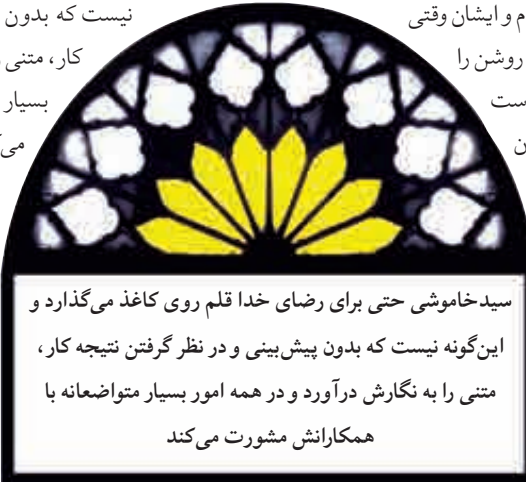 م و ایشان وقتی
روشن را
ست
ن
نیست که بدون
کار، متنی
بسیار
سیدخاموشی حتی برای رضای خدا قلم روی کاغذ می‌گذارد و
این‌گونه نیست که بدون پیش‌بینی و در نظر گرفتن نتیجه کار،
متنی را به نگارش درآورد و در همه امور بسیار متواضعانه با
همکارانش مشورت می‌کند